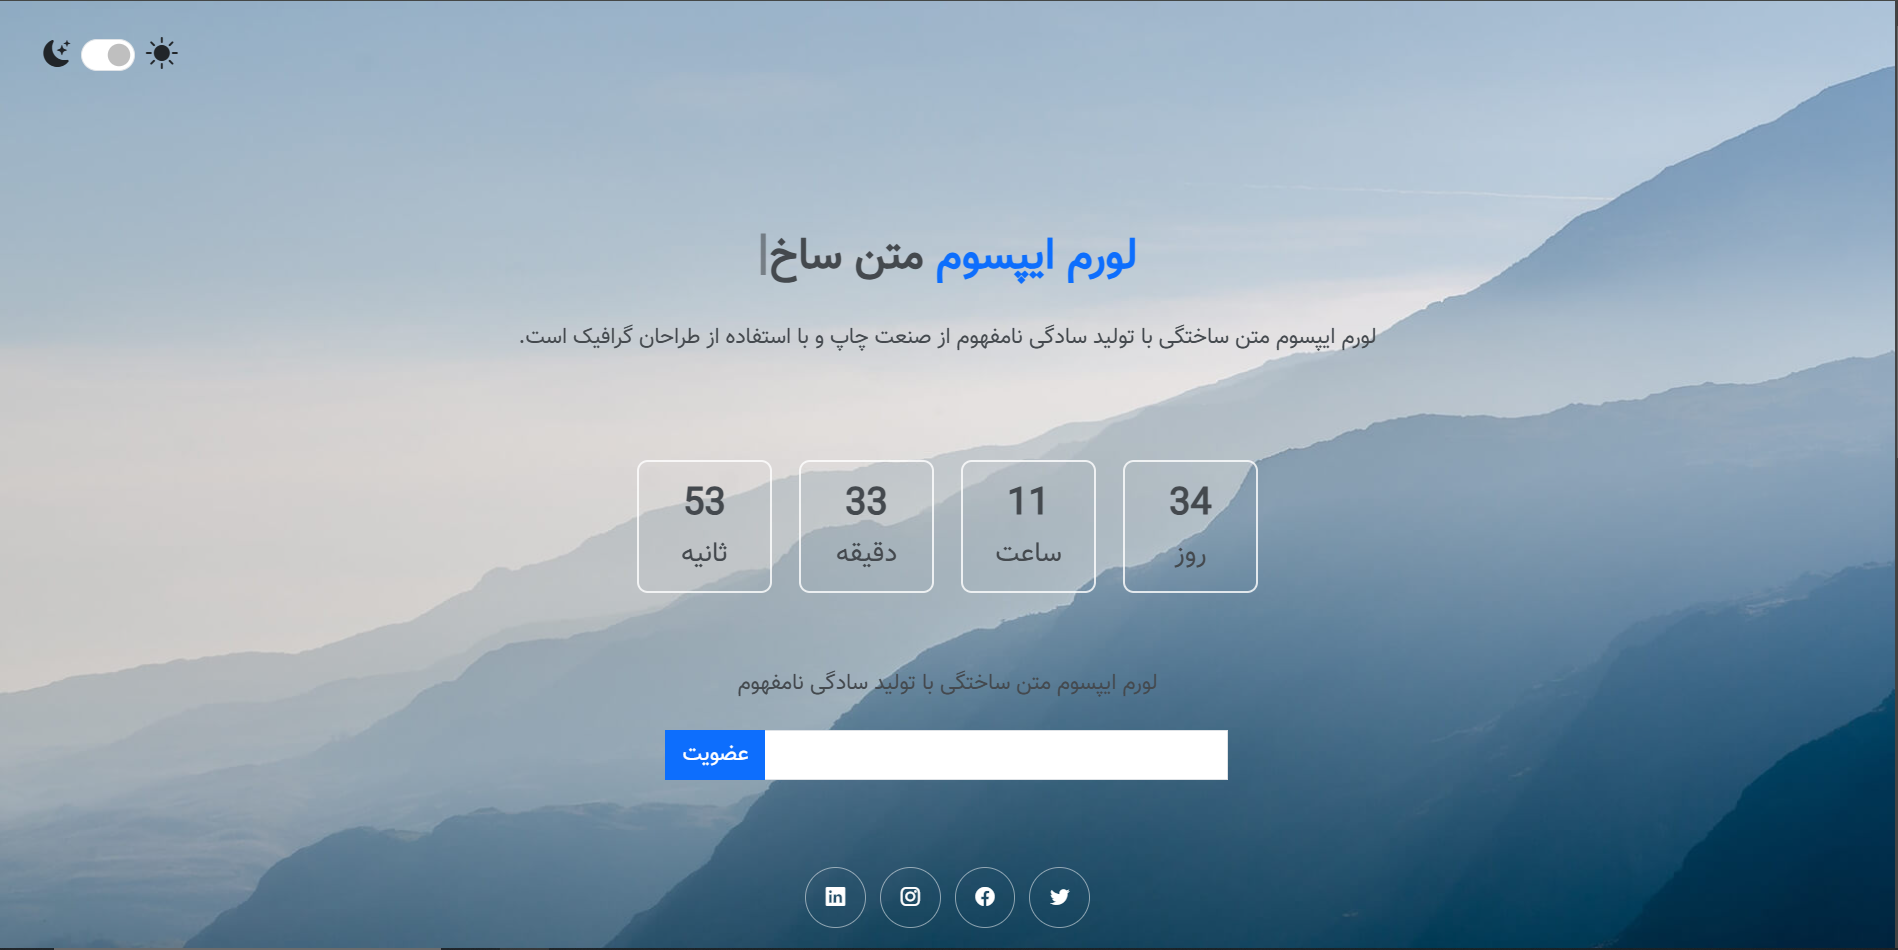 لورم ایپسوم متن ساخ|
لورم ایپسوم متن ساختگی با تولید سادگی نامفهوم از صنعت چاپ و با استفاده از طراحان گرافیک است.
34 11 33 53
روز ساعت دقیقه ثانیه
لورم ایپسوم متن ساختگی با تولید سادگی نامفهوم
عضویت